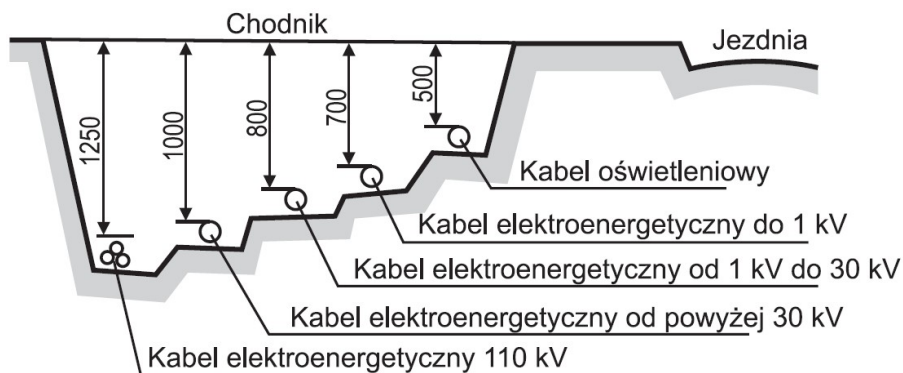 Chodnik
Jezdnia
1250
1000
800
700
500
Kabel oświetleniowy
Kabel elektroenergetyczny do 1 kV
Kabel elektroenergetyczny od 1 kV do 30 kV
Kabel elektroenergetyczny od powyżej 30 kV
Kabel elektroenergetyczny 110 kV